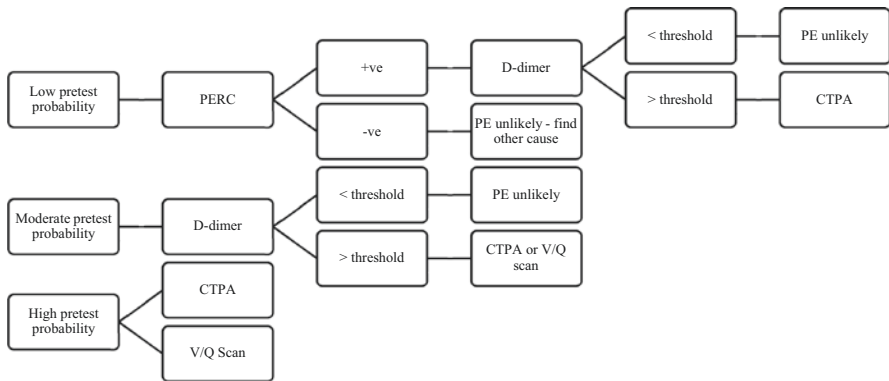 Low pretest
probability
PERC
+ve
D-dimer
< threshold
PE unlikely
> threshold
CTPA
-ve
PE unlikely - find
other cause
Moderate pretest
probability
D-dimer
< threshold
PE unlikely
> threshold
CTPA or V/Q
scan
High pretest
probability
CTPA
V/Q Scan